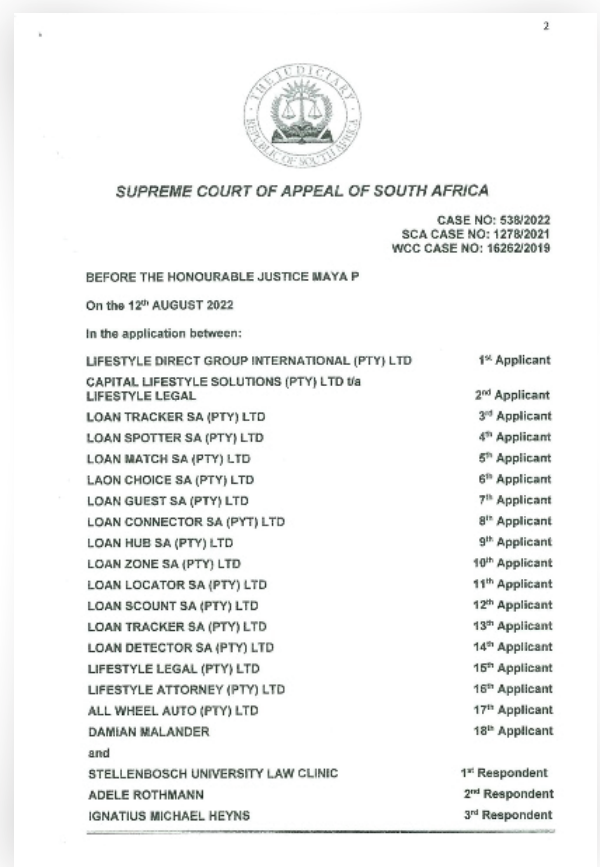 2
THE JUDICIARY
REPUBLIC OF SOUTH AFRICA
SUPREME COURT OF APPEAL OF SOUTH AFRICA
CASE NO: 538/2022
SCA CASE NO: 1278/2021
WCC CASE NO: 16262/2019
BEFORE THE HONOURABLE JUSTICE MAYA P
On the 12th AUGUST 2022
In the application between:
LIFESTYLE DIRECT GROUP INTERNATIONAL (PTY) LTD 1st Applicant
CAPITAL LIFESTYLE SOLUTIONS (PTY) LTD t/a
LIFESTYLE LEGAL 2nd Applicant
LOAN TRACKER SA (PTY) LTD 3rd Applicant
LOAN SPOTTER SA (PTY) LTD 4th Applicant
LOAN MATCH SA (PTY) LTD 5th Applicant
LAON CHOICE SA (PTY) LTD 6th Applicant
LOAN GUEST SA (PTY) LTD 7th Applicant
LOAN CONNECTOR SA (PYT) LTD 8th Applicant
LOAN HUB SA (PTY) LTD 9th Applicant
LOAN ZONE SA (PTY) LTD 10th Applicant
LOAN LOCATOR SA (PTY) LTD 11th Applicant
LOAN SCOUNT SA (PTY) LTD 12th Applicant
LOAN TRACKER SA (PTY) LTD 13th Applicant
LOAN DETECTOR SA (PTY) LTD 14th Applicant
LIFESTYLE LEGAL (PTY) LTD 15th Applicant
LIFESTYLE ATTORNEY (PTY) LTD 16th Applicant
ALL WHEEL AUTO (PTY) LTD 17th Applicant
DAMIAN MALANDER 18th Applicant
and
STELLENBOSCH UNIVERSITY LAW CLINIC 1st Respondent
ADELE ROTHMANN 2nd Respondent
IGNATIUS MICHAEL HEYNS 3rd Respondent